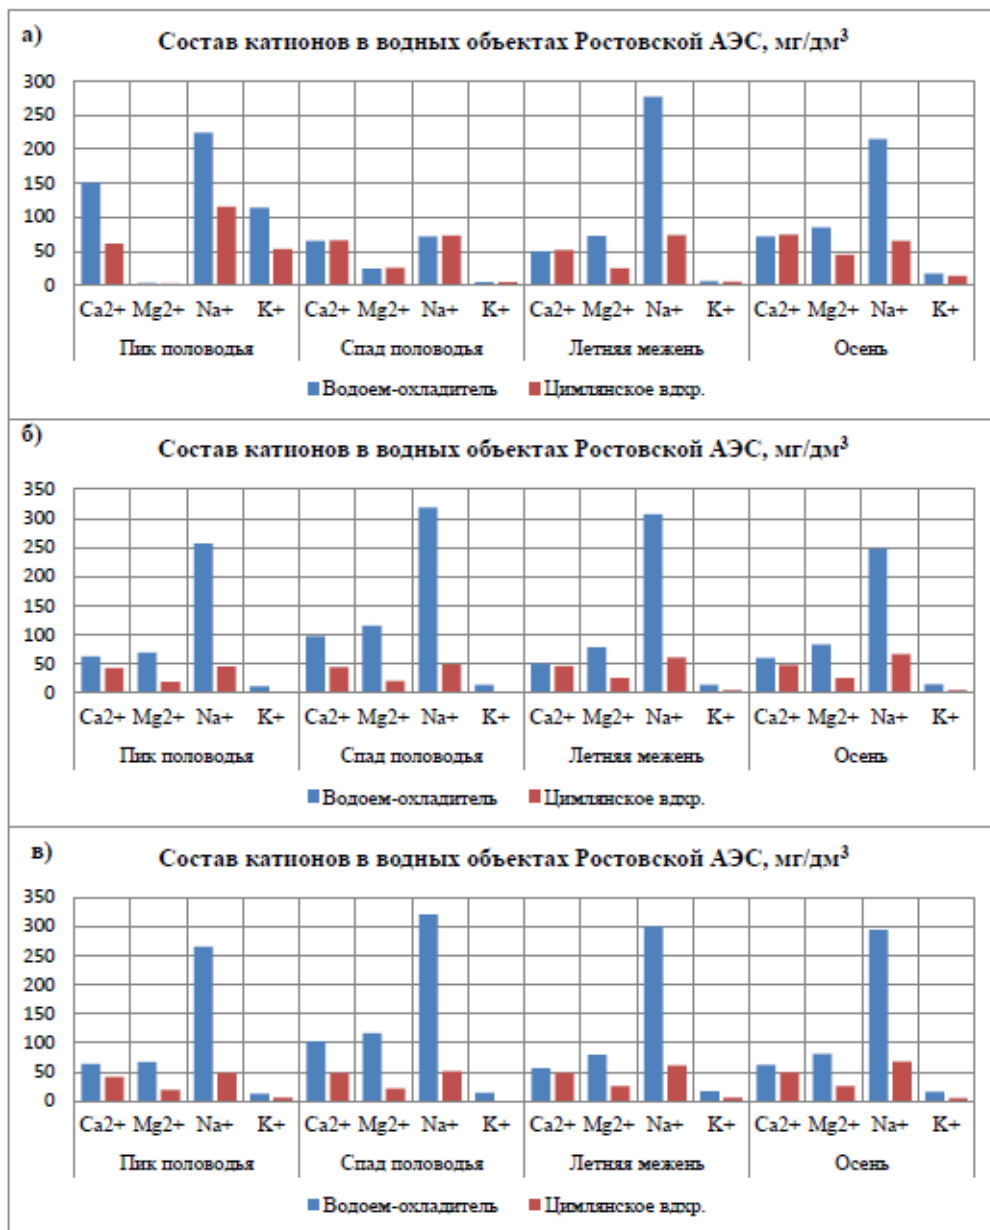 а)
Состав катионов в водных объектах Ростовской АЭС, мг/дм³
300
250
200
150
100
50
0
Ca2+ Mg2+ Na+ K+ Ca2+ Mg2+ Na+ K+ Ca2+ Mg2+ Na+ K+ Ca2+ Mg2+ Na+ K+
Пик половодья Спад половодья Летняя межень Осень
Водоем-охладитель Цимлянское вдхр.
б)
Состав катионов в водных объектах Ростовской АЭС, мг/дм³
350
300
250
200
150
100
50
0
Ca2+ Mg2+ Na+ K+ Ca2+ Mg2+ Na+ K+ Ca2+ Mg2+ Na+ K+ Ca2+ Mg2+ Na+ K+
Пик половодья Спад половодья Летняя межень Осень
Водоем-охладитель Цимлянское вдхр.
в)
Состав катионов в водных объектах Ростовской АЭС, мг/дм³
350
300
250
200
150
100
50
0
Ca2+ Mg2+ Na+ K+ Ca2+ Mg2+ Na+ K+ Ca2+ Mg2+ Na+ K+ Ca2+ Mg2+ Na+ K+
Пик половодья Спад половодья Летняя межень Осень
Водоем-охладитель Цимлянское вдхр.